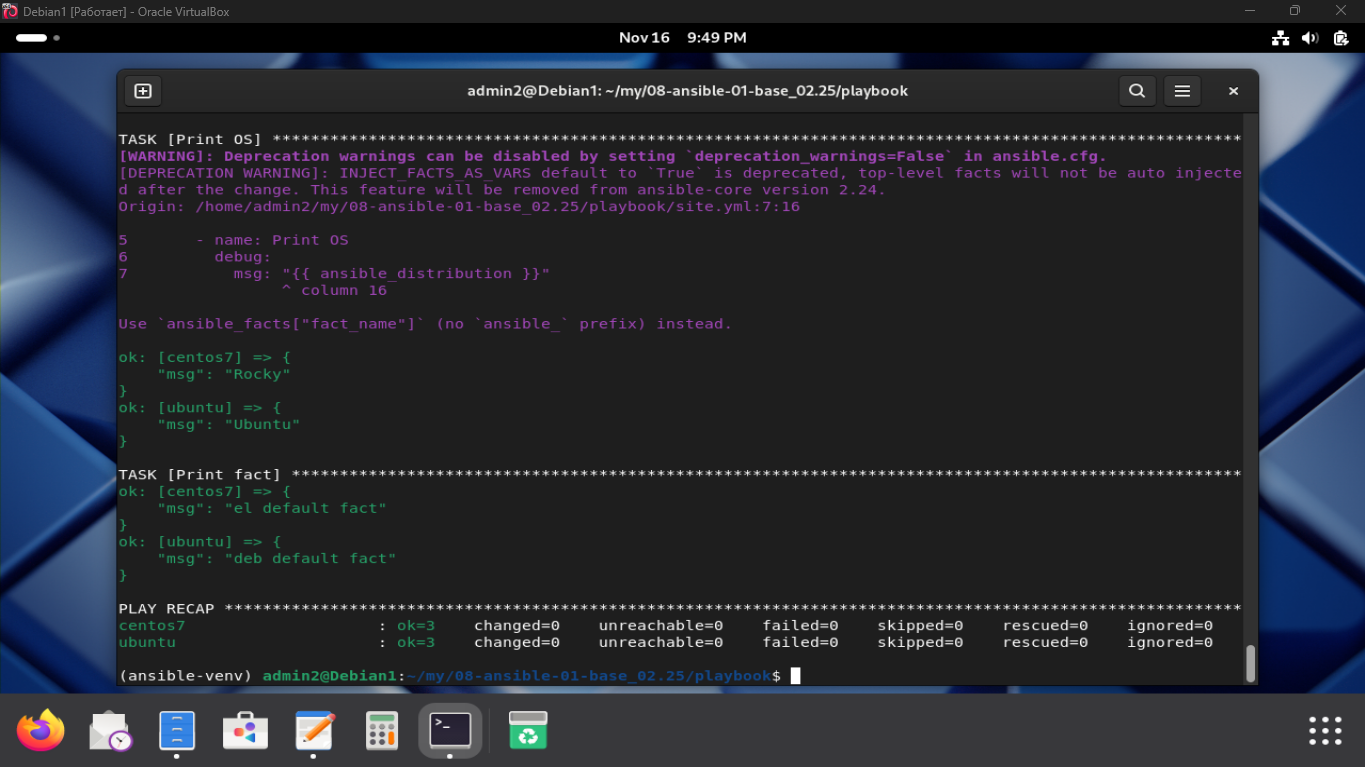 Debian1 [Работает] - Oracle VirtualBox
Nov 16 9:49 PM
admin2@Debian1: ~/my/08-ansible-01-base_02.25/playbook
TASK [Print OS] ****************************************************************************************************
[WARNING]: Deprecation warnings can be disabled by setting `deprecation_warnings=False` in ansible.cfg.
[DEPRECATION WARNING]: INJECT_FACTS_AS_VARS default to `True` is deprecated, top-level facts will not be auto injecte
d after the change. This feature will be removed from ansible-core version 2.24.
Origin: /home/admin2/my/08-ansible-01-base_02.25/playbook/site.yml:7:16
5       - name: Print OS
6         debug:
7           msg: "{{ ansible_distribution }}"
                 ^ column 16
Use `ansible_facts["fact_name"]` (no `ansible_` prefix) instead.
ok: [centos7] => {
    "msg": "Rocky"
}
ok: [ubuntu] => {
    "msg": "Ubuntu"
}
TASK [Print fact] **************************************************************************************************
ok: [centos7] => {
    "msg": "el default fact"
}
ok: [ubuntu] => {
    "msg": "deb default fact"
}
PLAY RECAP *********************************************************************************************************
centos7                    : ok=3    changed=0    unreachable=0    failed=0    skipped=0    rescued=0    ignored=0
ubuntu                     : ok=3    changed=0    unreachable=0    failed=0    skipped=0    rescued=0    ignored=0
(ansible-venv) admin2@Debian1:~/my/08-ansible-01-base_02.25/playbook$